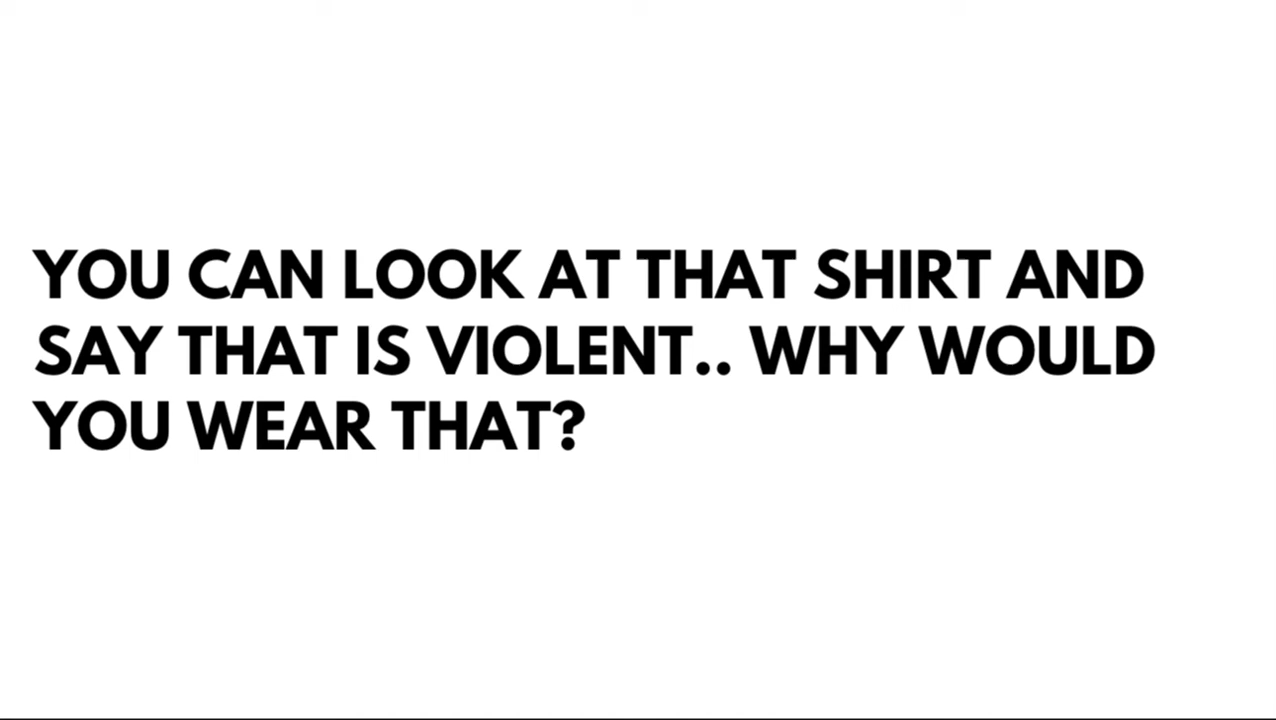 YOU CAN LOOK AT THAT SHIRT AND
SAY THAT IS VIOLENT.. WHY WOULD
YOU WEAR THAT?